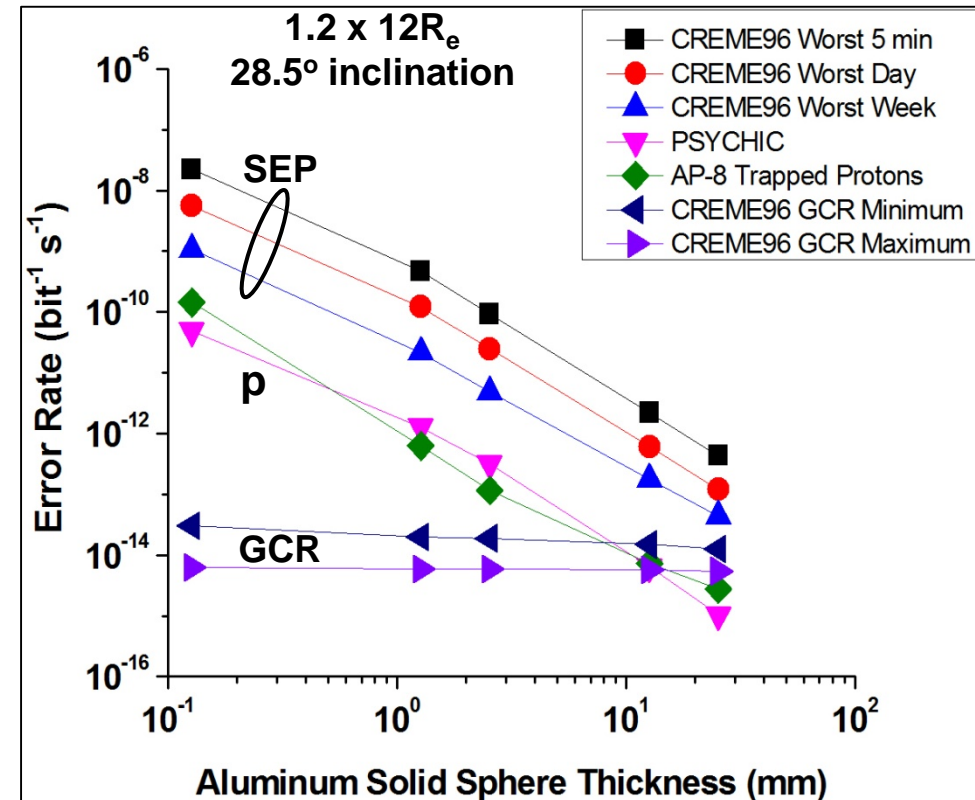 1.2 x 12Rₑ
28.5° inclination
CREME96 Worst 5 min
CREME96 Worst Day
CREME96 Worst Week
PSYCHIC
AP-8 Trapped Protons
CREME96 GCR Minimum
CREME96 GCR Maximum
SEP
p
GCR
10⁻⁶
10⁻⁸
10⁻¹⁰
10⁻¹²
10⁻¹⁴
10⁻¹⁶
Error Rate (bit⁻¹ s⁻¹)
10⁻¹ 10⁰ 10¹ 10²
Aluminum Solid Sphere Thickness (mm)